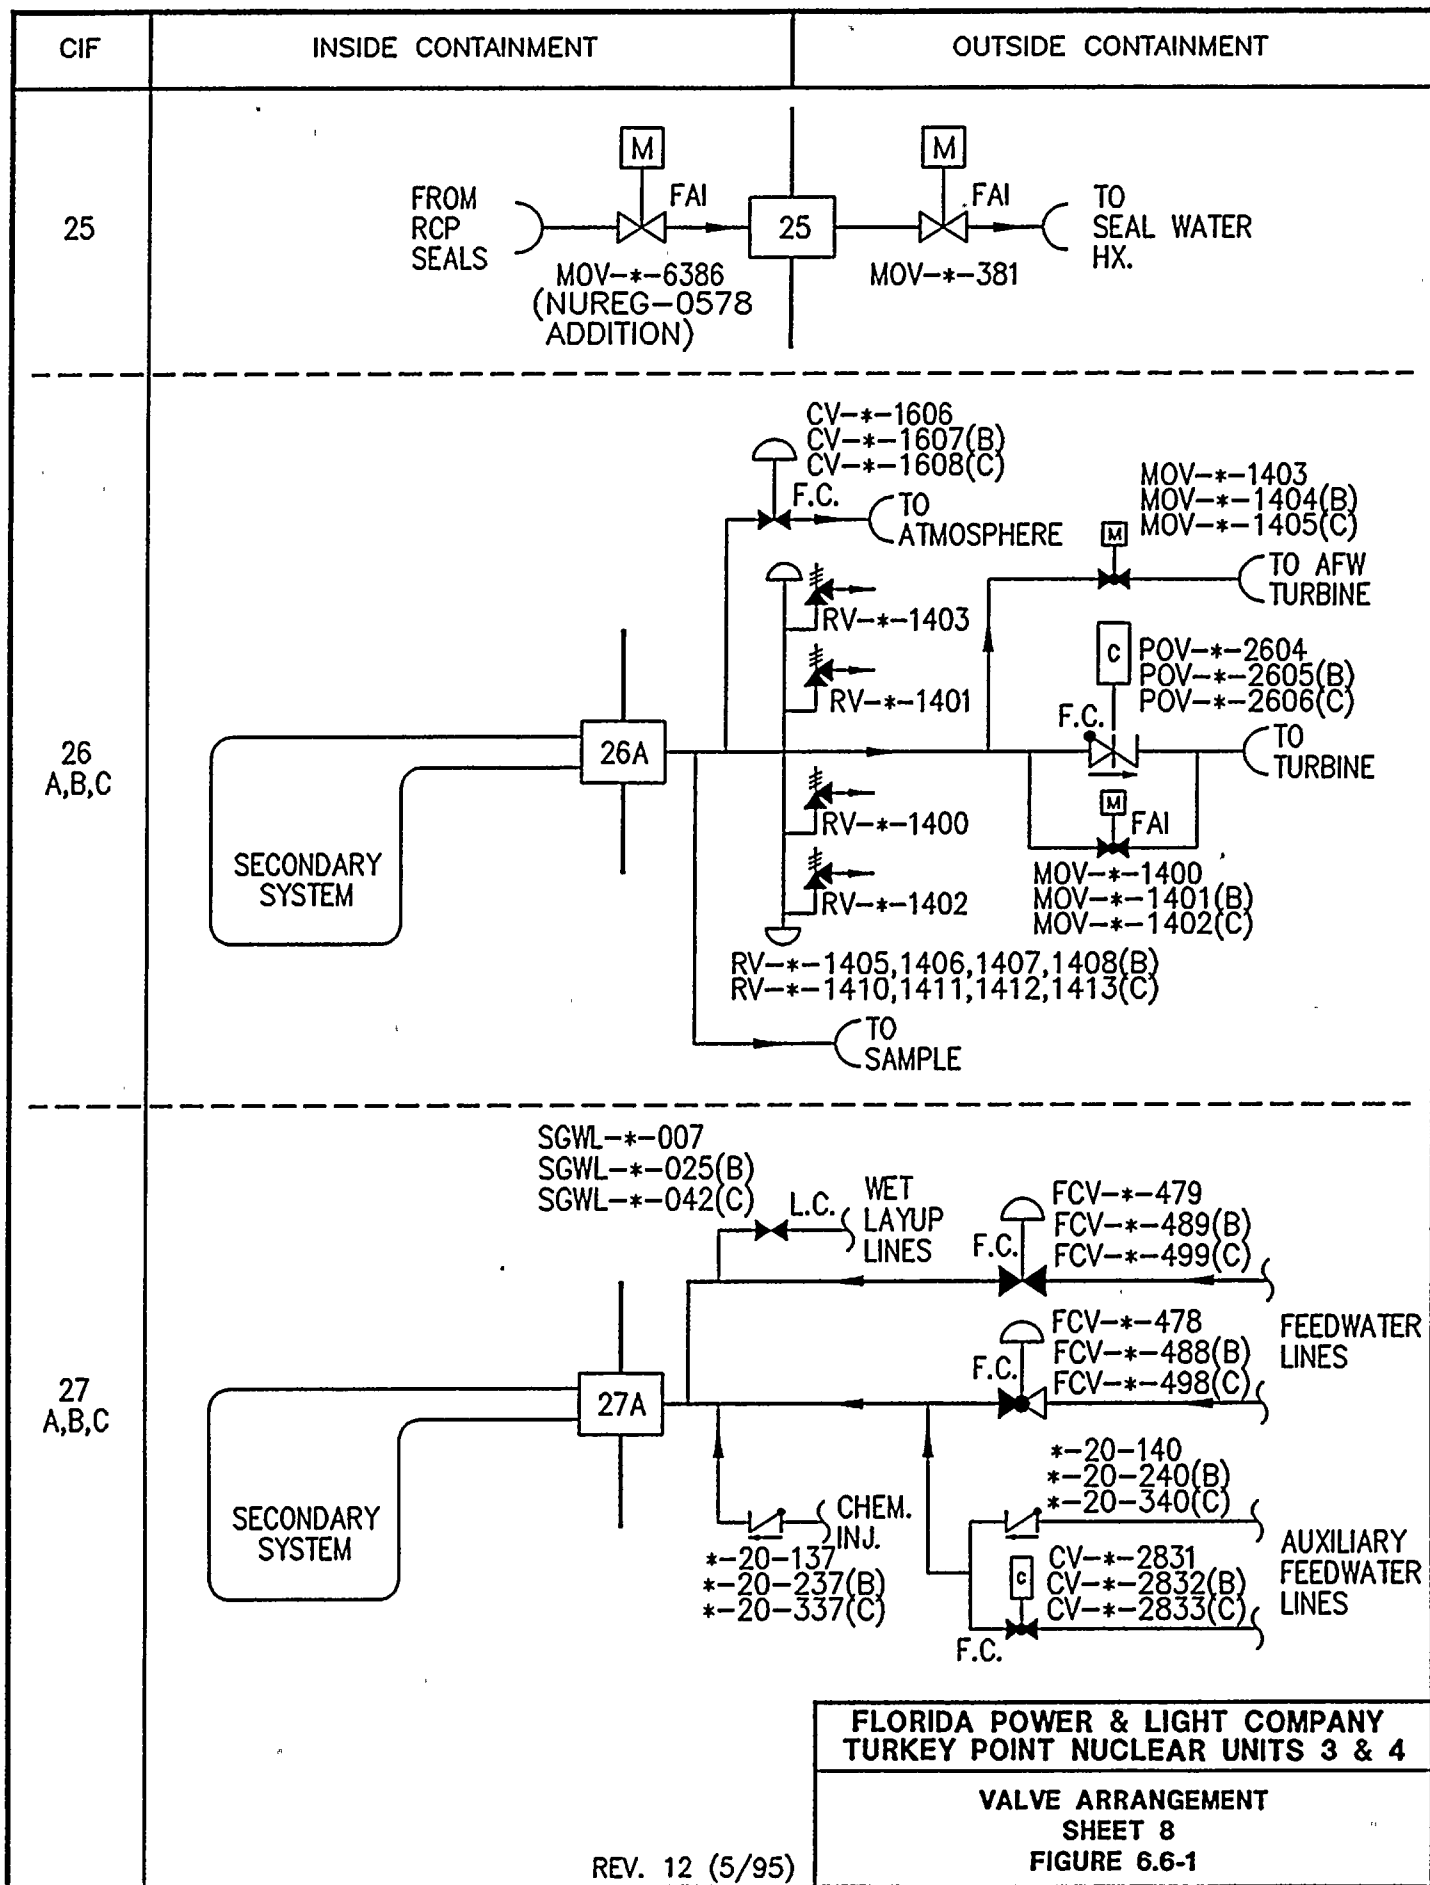 CIF
INSIDE CONTAINMENT
OUTSIDE CONTAINMENT
25
FROM
RCP
SEALS
M
FAI
MOV-*-6386
(NUREG-0578
ADDITION)
25
M
FAI
MOV-*-381
TO
SEAL WATER
HX.
26
A,B,C
SECONDARY
SYSTEM
26A
CV-*-1606
CV-*-1607(B)
CV-*-1608(C)
F.C.
TO
ATMOSPHERE
RV-*-1403
RV-*-1401
RV-*-1400
RV-*-1402
RV-*-1405,1406,1407,1408(B)
RV-*-1410,1411,1412,1413(C)
TO
SAMPLE
MOV-*-1403
MOV-*-1404(B)
MOV-*-1405(C)
M
TO AFW
TURBINE
C
POV-*-2604
POV-*-2605(B)
POV-*-2606(C)
F.C.
TO
TURBINE
M
FAI
MOV-*-1400
MOV-*-1401(B)
MOV-*-1402(C)
27
A,B,C
SECONDARY
SYSTEM
27A
SGWL-*-007
SGWL-*-025(B)
SGWL-*-042(C)
L.C.
WET
LAYUP
LINES
F.C.
FCV-*-479
FCV-*-489(B)
FCV-*-499(C)
F.C.
FCV-*-478
FCV-*-488(B)
FCV-*-498(C)
FEEDWATER
LINES
CHEM.
INJ.
*-20-137
*-20-237(B)
*-20-337(C)
*-20-140
*-20-240(B)
*-20-340(C)
C
CV-*-2831
CV-*-2832(B)
CV-*-2833(C)
F.C.
AUXILIARY
FEEDWATER
LINES
FLORIDA POWER & LIGHT COMPANY
TURKEY POINT NUCLEAR UNITS 3 & 4
VALVE ARRANGEMENT
SHEET 8
FIGURE 6.6-1
REV. 12 (5/95)